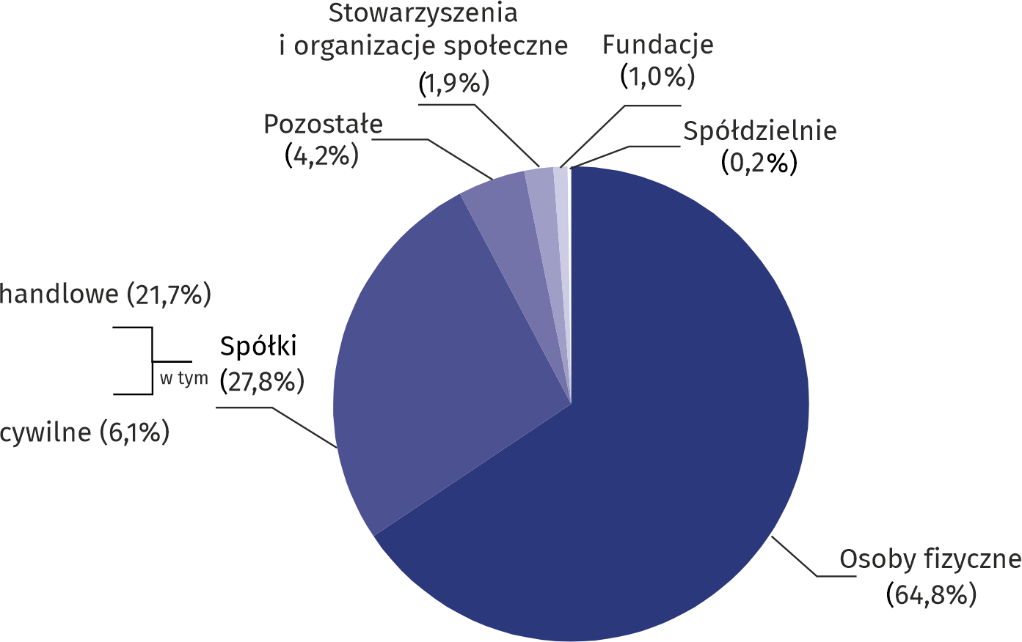 Stowarzyszenia
i organizacje społeczne
(1,9%)
Fundacje
(1,0%)
Pozostałe
(4,2%)
Spółdzielnie
(0,2%)
handlowe (21,7%)
Spółki
w tym (27,8%)
cywilne (6,1%)
Osoby fizyczne
(64,8%)